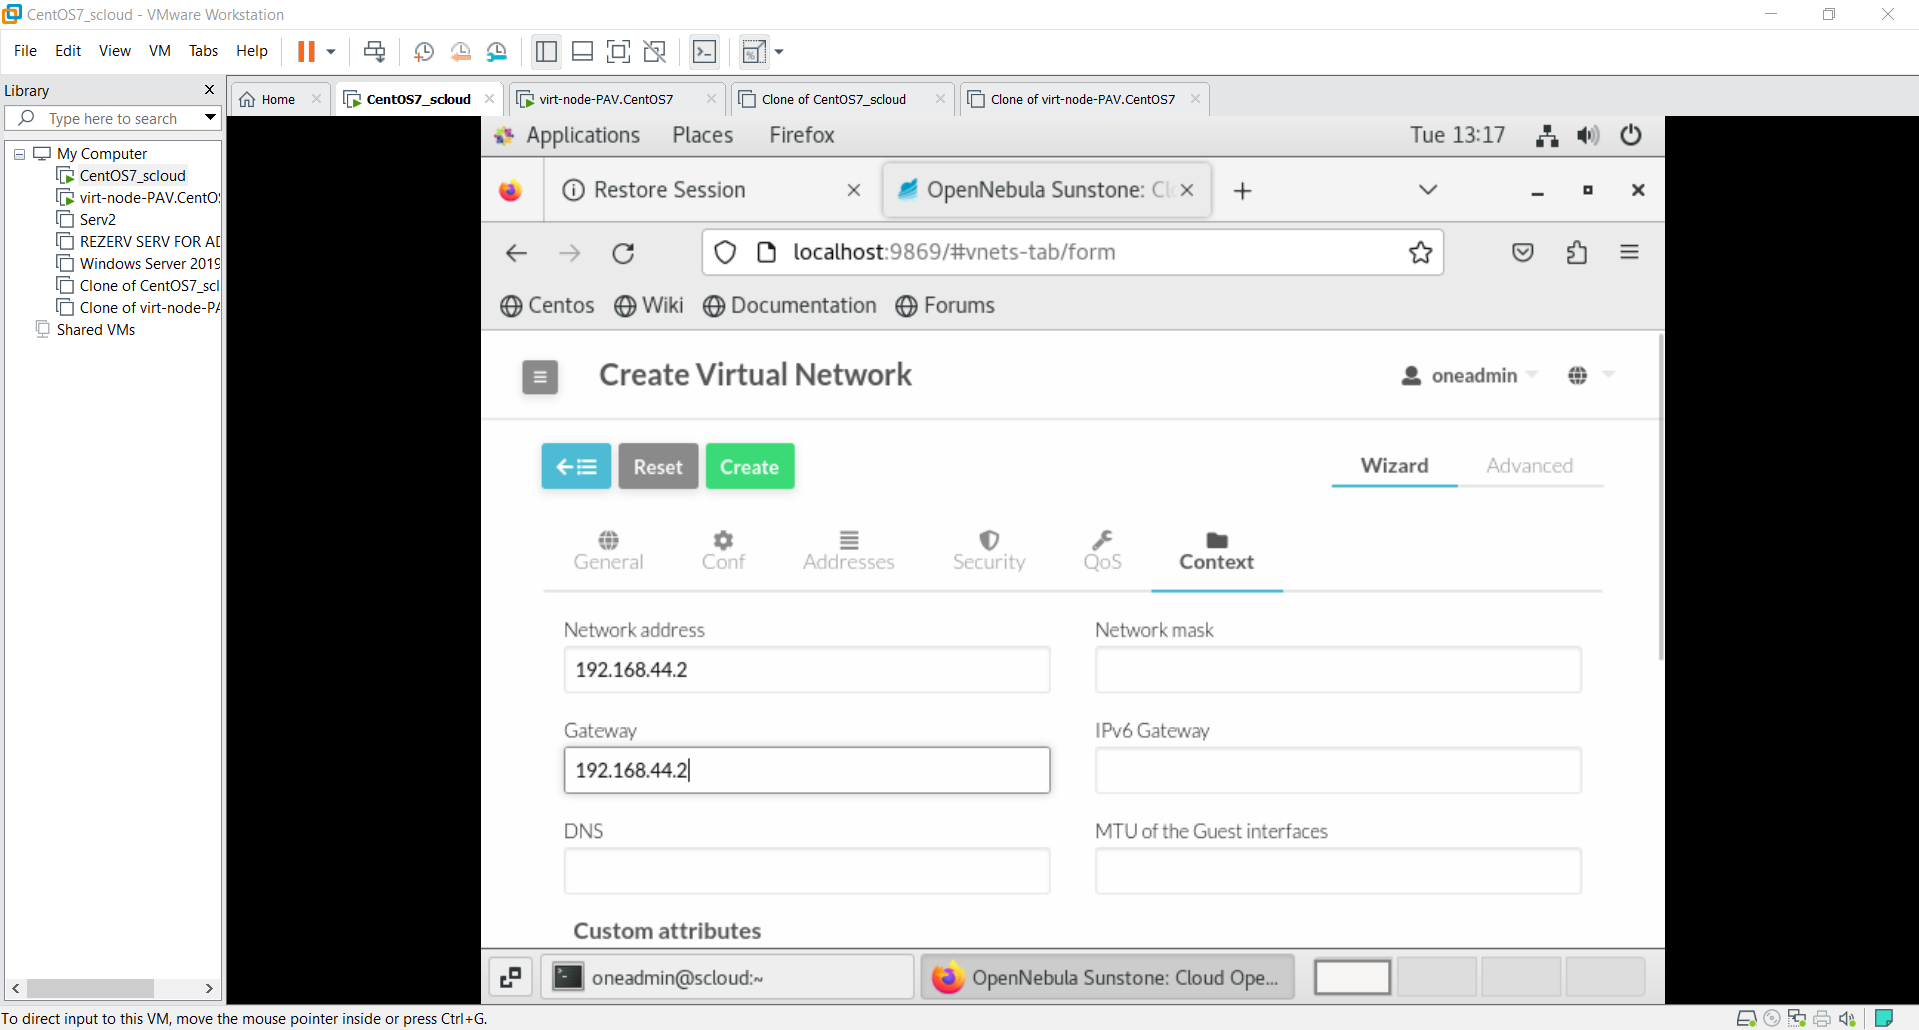 CentOS7_scloud - VMware Workstation
File Edit View VM Tabs Help
Library
Type here to search
My Computer
CentOS7_scloud
virt-node-PAV.CentOS
Serv2
REZERV SERV FOR AD
Windows Server 2019
Clone of CentOS7_scl
Clone of virt-node-PA
Shared VMs
Home CentOS7_scloud virt-node-PAV.CentOS7 Clone of CentOS7_scloud Clone of virt-node-PAV.CentOS7
Applications Places Firefox Tue 13:17
Restore Session OpenNebula Sunstone: Cl
localhost:9869/#vnets-tab/form
Centos Wiki Documentation Forums
Create Virtual Network oneadmin
Reset Create Wizard Advanced
General Conf Addresses Security QoS Context
Network address Network mask
192.168.44.2
Gateway IPv6 Gateway
192.168.44.2
DNS MTU of the Guest interfaces
Custom attributes
oneadmin@scloud:~ OpenNebula Sunstone: Cloud Ope...
To direct input to this VM, move the mouse pointer inside or press Ctrl+G.